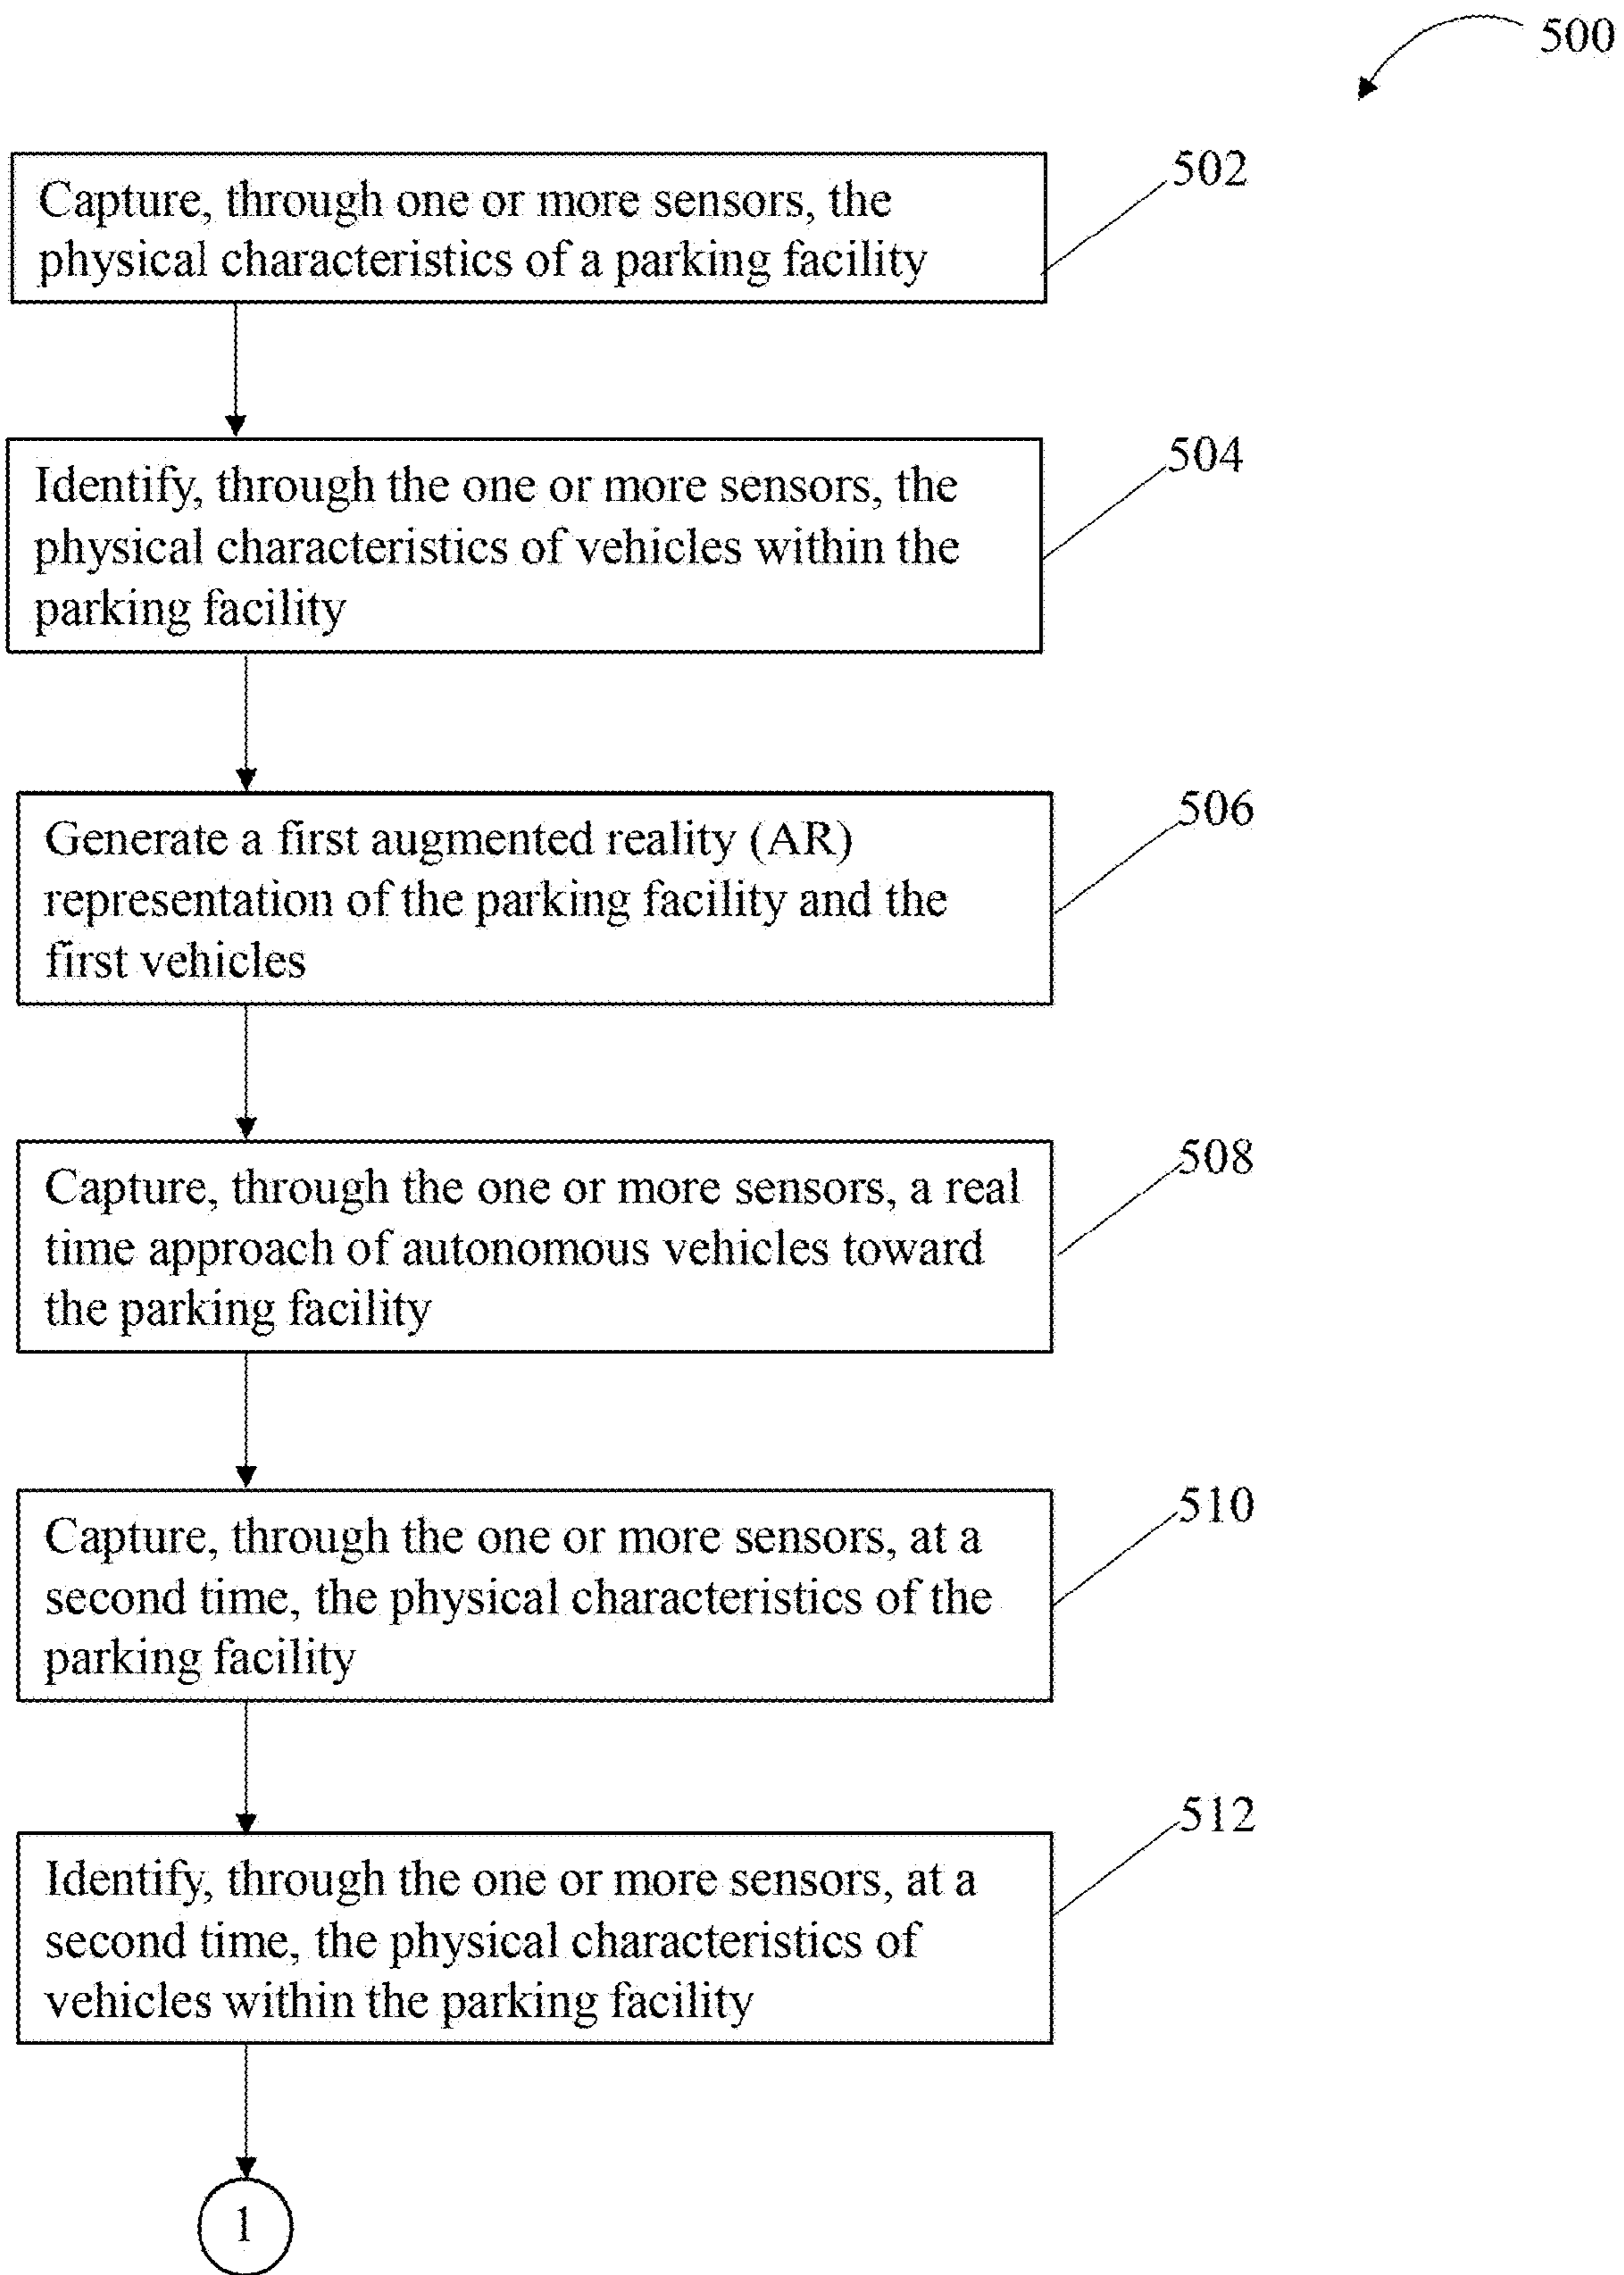 500
502
Capture, through one or more sensors, the
physical characteristics of a parking facility
504
Identify, through the one or more sensors, the
physical characteristics of vehicles within the
parking facility
506
Generate a first augmented reality (AR)
representation of the parking facility and the
first vehicles
508
Capture, through the one or more sensors, a real
time approach of autonomous vehicles toward
the parking facility
510
Capture, through the one or more sensors, at a
second time, the physical characteristics of the
parking facility
512
Identify, through the one or more sensors, at a
second time, the physical characteristics of
vehicles within the parking facility
1